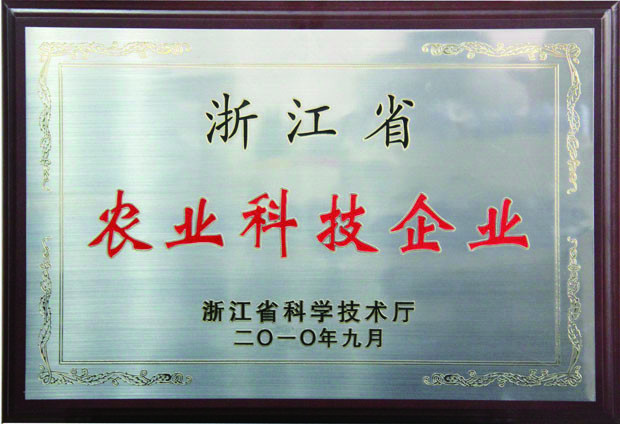 浙江省
农业科技企业
浙江省科学技术厅
二〇一〇年九月